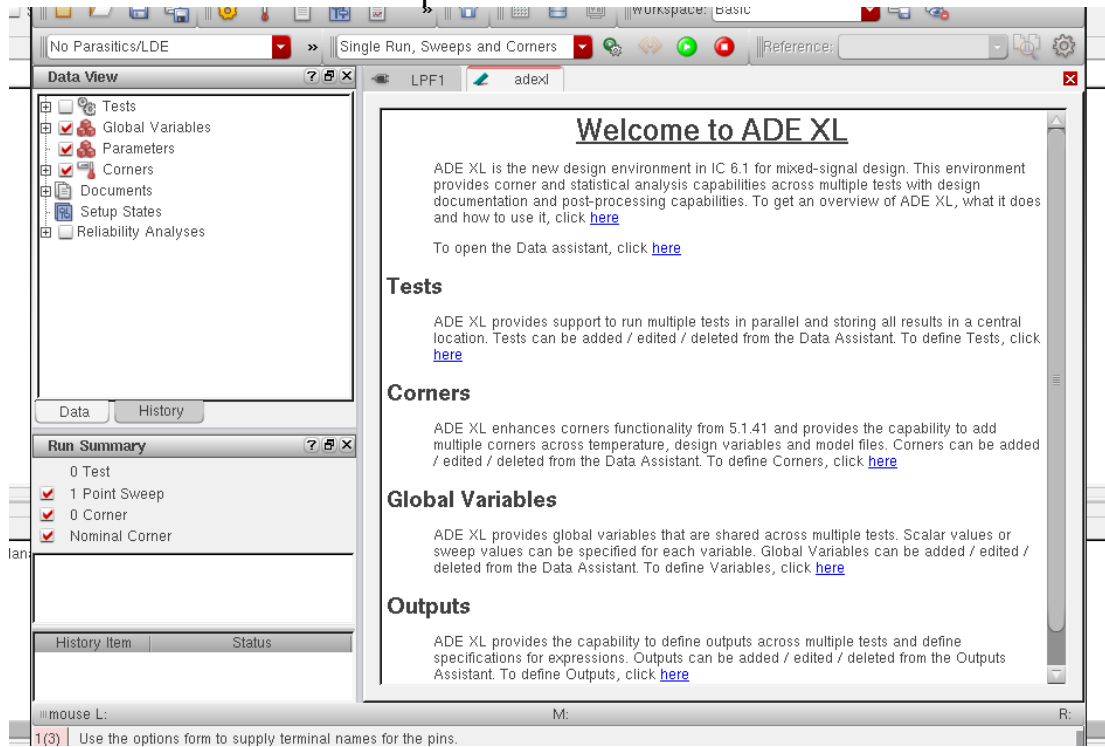 » Workspace: Basic
No Parasitics/LDE » Single Run, Sweeps and Corners Reference:
Data View
LPF1 adexl
Tests
Global Variables
Parameters
Corners
Documents
Setup States
Reliability Analyses
Data History
Run Summary
0 Test
1 Point Sweep
0 Corner
Nominal Corner
History Item Status
Welcome to ADE XL
ADE XL is the new design environment in IC 6.1 for mixed-signal design. This environment
provides corner and statistical analysis capabilities across multiple tests with design
documentation and post-processing capabilities. To get an overview of ADE XL, what it does
and how to use it, click here
To open the Data assistant, click here
Tests
ADE XL provides support to run multiple tests in parallel and storing all results in a central
location. Tests can be added / edited / deleted from the Data Assistant. To define Tests, click
here
Corners
ADE XL enhances corners functionality from 5.1.41 and provides the capability to add
multiple corners across temperature, design variables and model files. Corners can be added
/ edited / deleted from the Data Assistant. To define Corners, click here
Global Variables
ADE XL provides global variables that are shared across multiple tests. Scalar values or
sweep values can be specified for each variable. Global Variables can be added / edited /
deleted from the Data Assistant. To define Variables, click here
Outputs
ADE XL provides the capability to define outputs across multiple tests and define
specifications for expressions. Outputs can be added / edited / deleted from the Outputs
Assistant. To define Outputs, click here
mouse L: M: R:
1(3) Use the options form to supply terminal names for the pins.